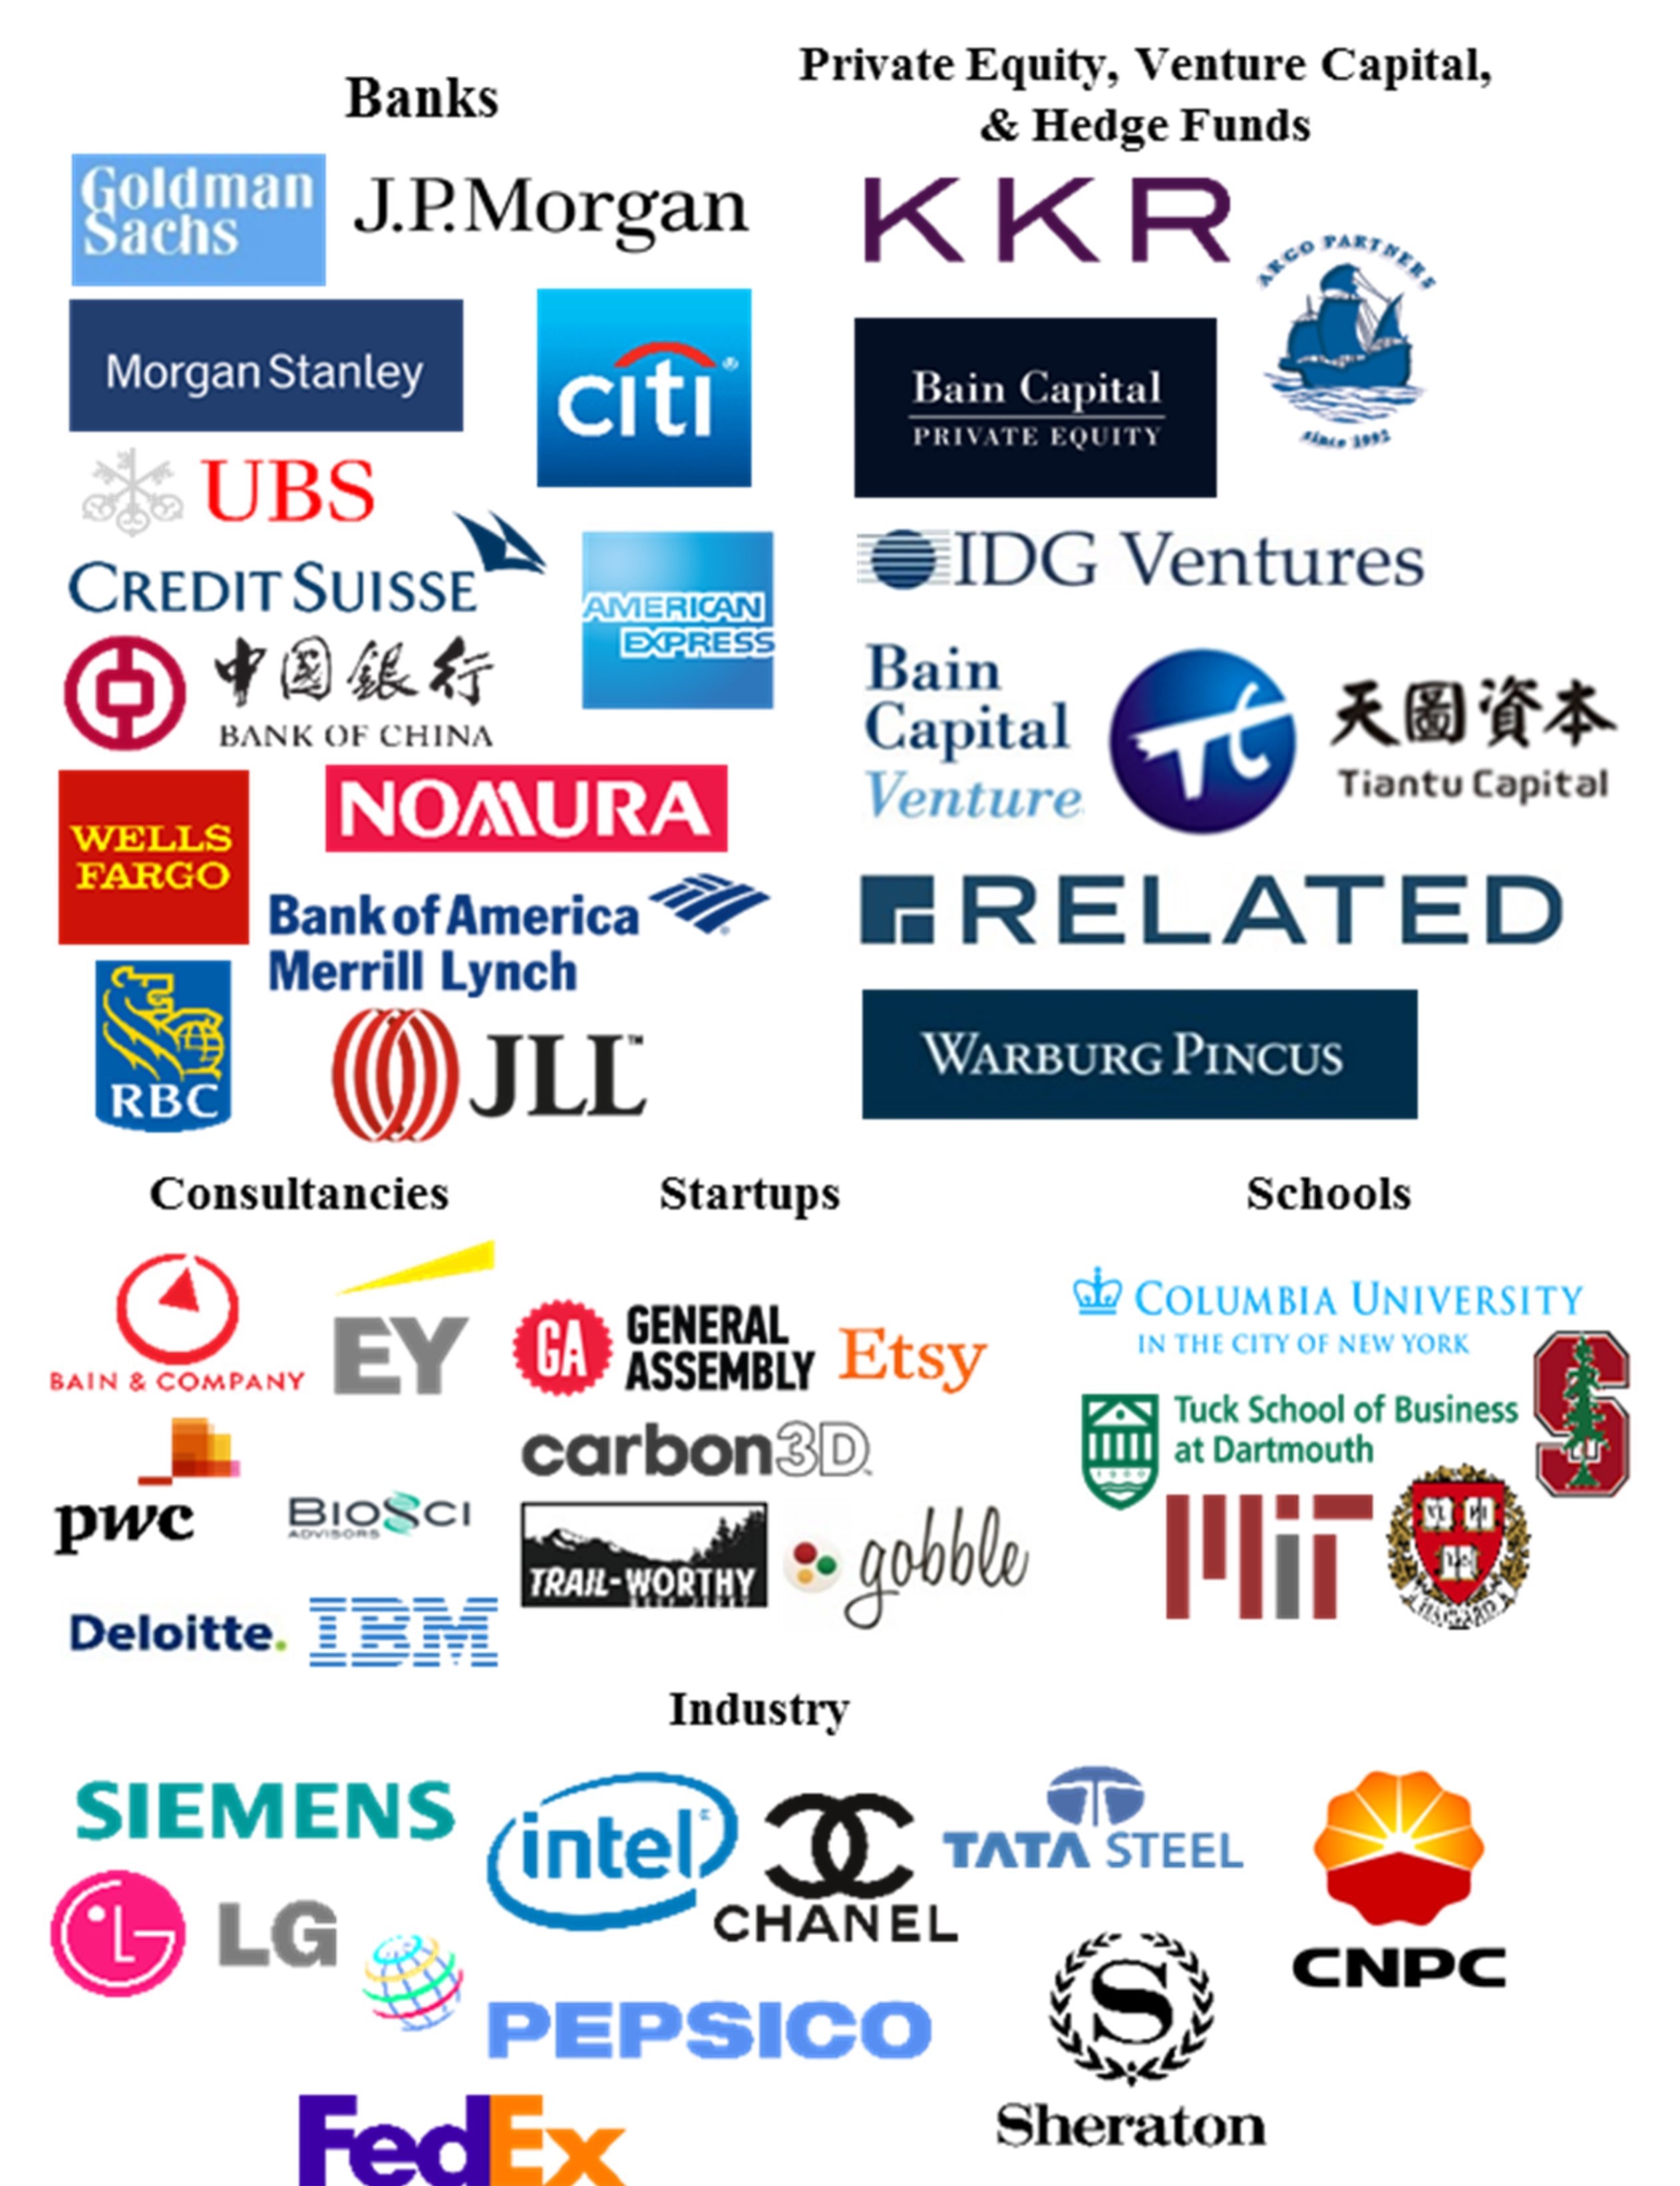 Banks
Goldman
Sachs
J.P.Morgan
Morgan Stanley
citi®
UBS
CREDIT SUISSE
AMERICAN
EXPRESS
中國銀行
BANK OF CHINA
WELLS
FARGO
NOMURA
Bank of America
Merrill Lynch
RBC
JLL™
Private Equity, Venture Capital,
& Hedge Funds
KKR
ARCO PARTNERS
since 1992
Bain Capital
PRIVATE EQUITY
IDG Ventures
Bain
Capital
Venture
天圖資本
Tiantu Capital
RELATED
WARBURG PINCUS
Consultancies
BAIN & COMPANY
EY
pwc
BIOSCI
ADVISORS
Deloitte.
IBM
Startups
GA
GENERAL
ASSEMBLY
Etsy
carbon3D
TRAIL-WORTHY
gobble
Schools
COLUMBIA UNIVERSITY
IN THE CITY OF NEW YORK
Tuck School of Business
at Dartmouth
S
MIT
Industry
SIEMENS
intel
CHANEL
TATA STEEL
CNPC
LG
PEPSICO
S
Sheraton
FedEx